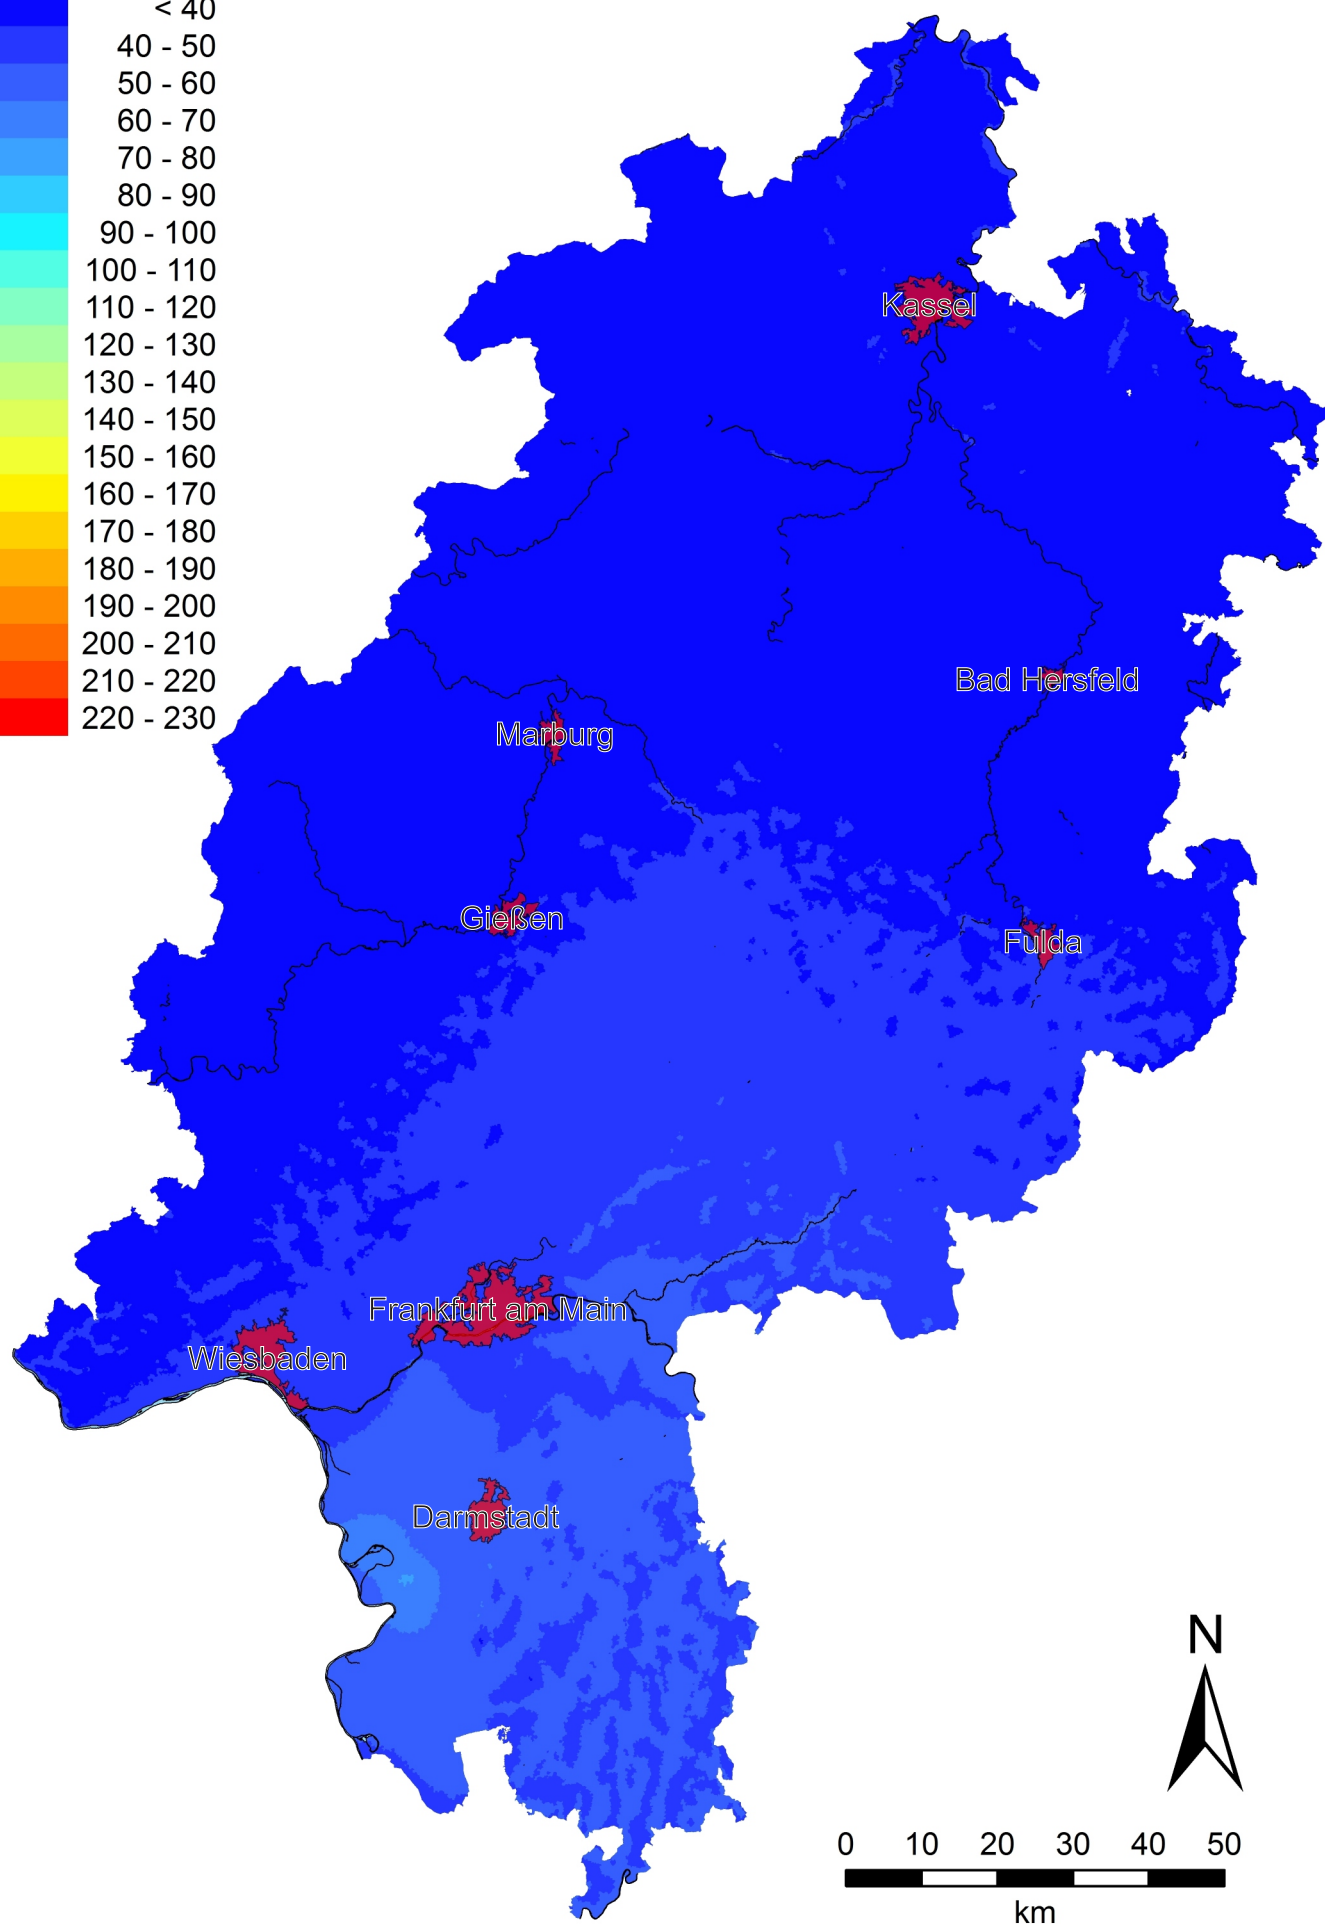 < 40
40 - 50
50 - 60
60 - 70
70 - 80
80 - 90
90 - 100
100 - 110
110 - 120
120 - 130
130 - 140
140 - 150
150 - 160
160 - 170
170 - 180
180 - 190
190 - 200
200 - 210
210 - 220
220 - 230
Kassel
Bad Hersfeld
Marburg
Gießen
Fulda
Frankfurt am Main
Wiesbaden
Darmstadt
N
0 10 20 30 40 50
km